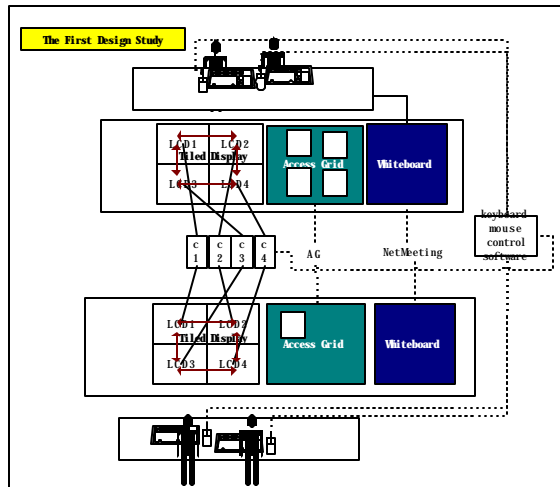 The First Design Study
LCD1 LCD2
Tiled Display
LCD3 LCD4
Access Grid
Whiteboard
c
1
c
2
c
3
c
4
AG
NetMeeting
keyboard
mouse
control
software
LCD1 LCD2
Tiled Display
LCD3 LCD4
Access Grid
Whiteboard